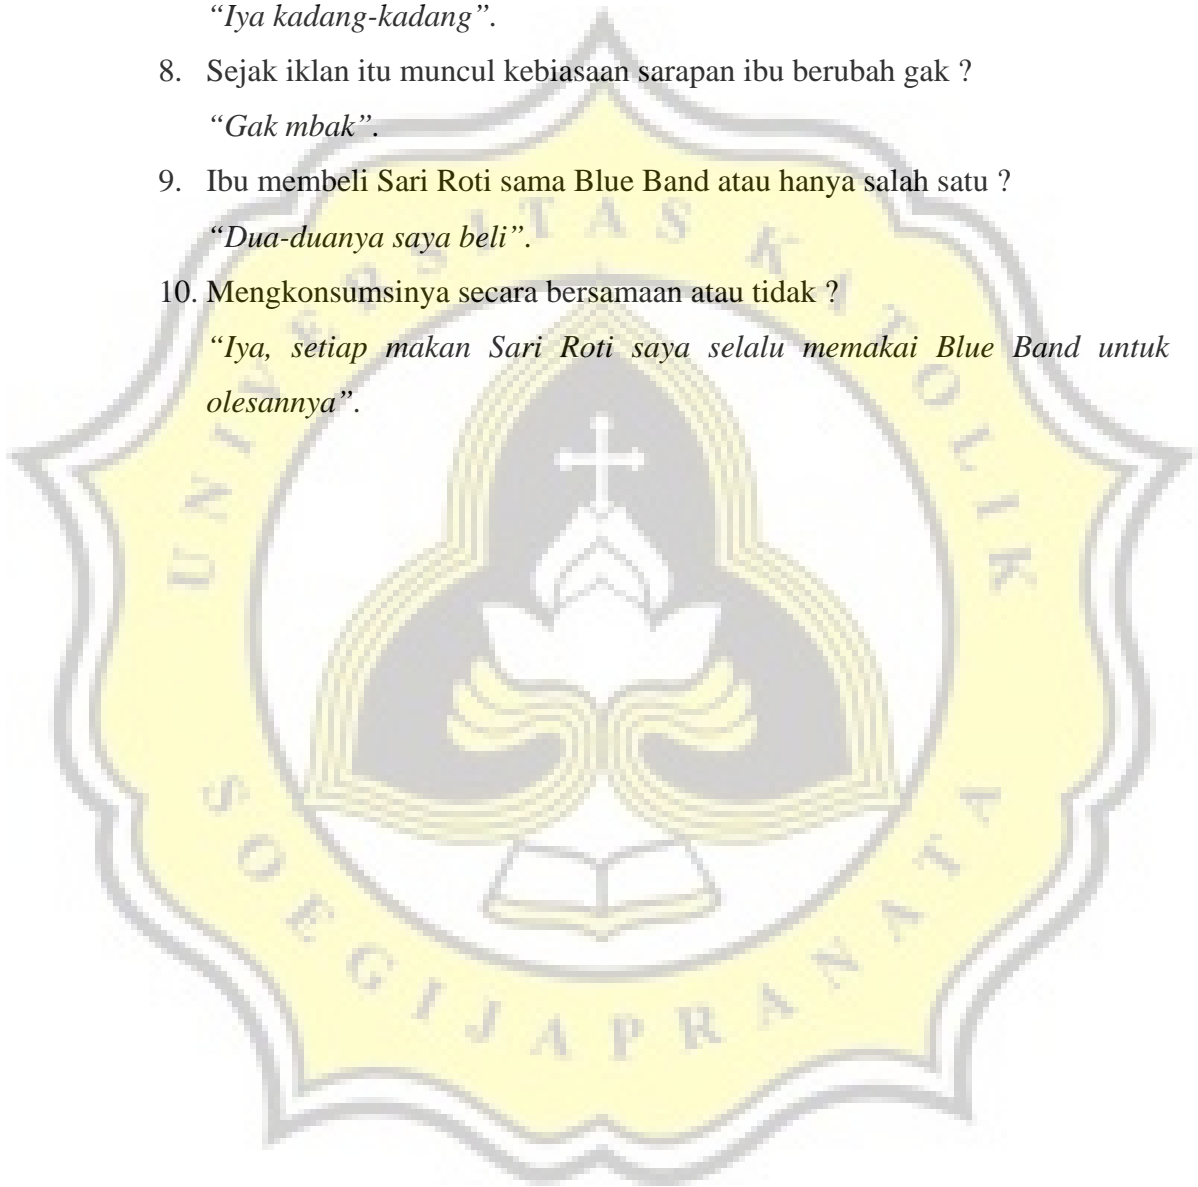 “Iya kadang-kadang”.
8. Sejak iklan itu muncul kebiasaan sarapan ibu berubah gak ?
“Gak mbak”.
9. Ibu membeli Sari Roti sama Blue Band atau hanya salah satu ?
“Dua-duanya saya beli”.
10. Mengkonsumsinya secara bersamaan atau tidak ?
“Iya, setiap makan Sari Roti saya selalu memakai Blue Band untuk
olesannya”.
UNIVERSITAS KATOLIK
SOEGIJAPRANATA